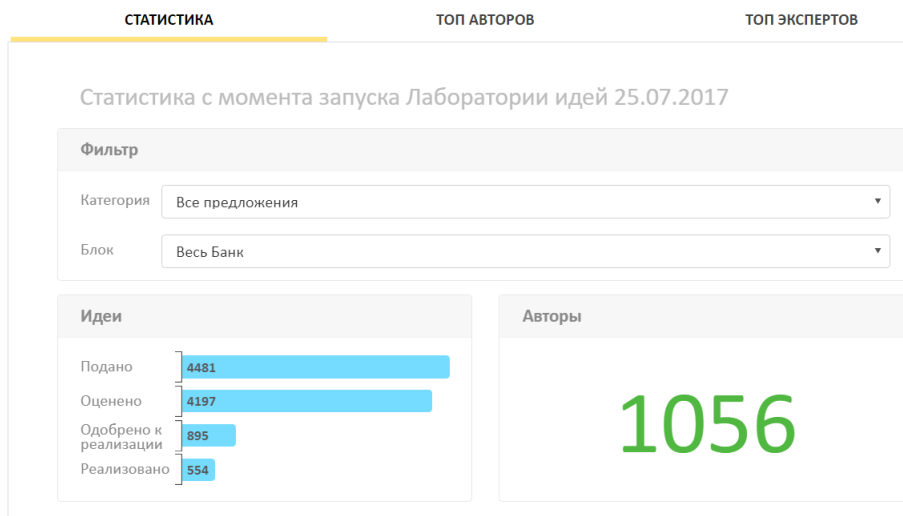 СТАТИСТИКА ТОП АВТОРОВ ТОП ЭКСПЕРТОВ
Статистика с момента запуска Лаборатории идей 25.07.2017
Фильтр
Категория Все предложения
Блок Весь Банк
Идеи
Подано 4481
Оценено 4197
Одобрено к
реализации 895
Реализовано 554
Авторы
1056